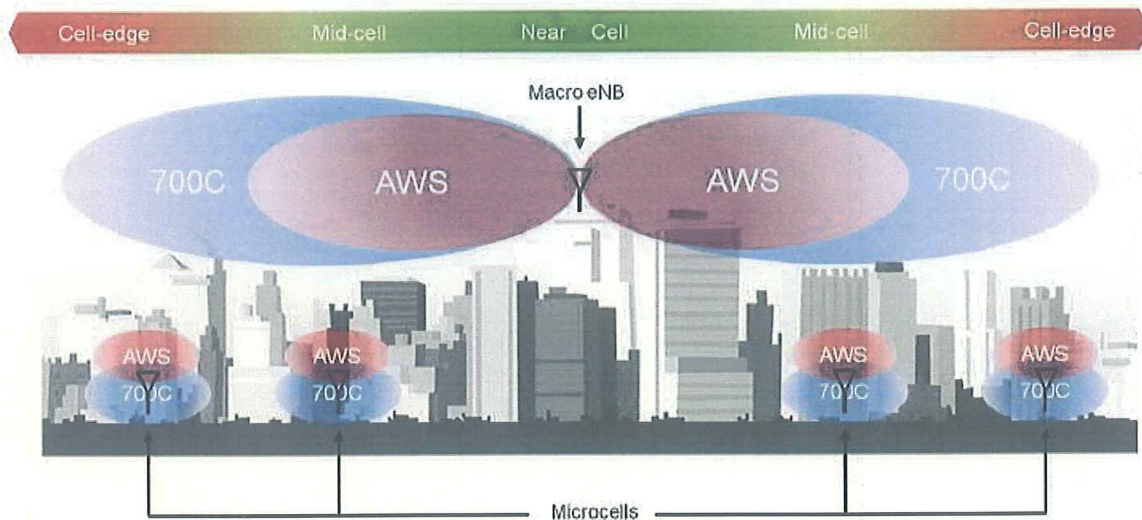 Cell-edge Mid-cell Near Cell Mid-cell Cell-edge
Macro eNB
700C AWS AWS 700C
AWS AWS AWS AWS
700C 700C 700C 700C
Microcells